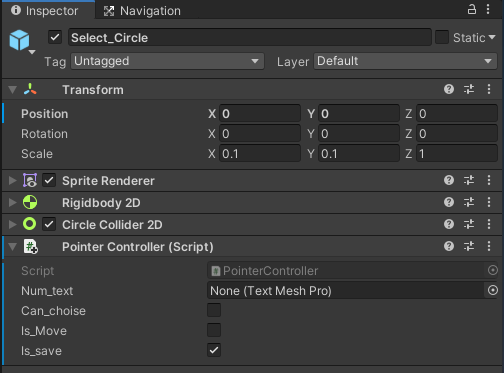 Inspector Navigation
Select_Circle Static
Tag Untagged Layer Default
Transform
Position X 0 Y 0 Z 0
Rotation X 0 Y 0 Z 0
Scale X 0.1 Y 0.1 Z 1
Sprite Renderer
Rigidbody 2D
Circle Collider 2D
Pointer Controller (Script)
Script PointerController
Num_text None (Text Mesh Pro)
Can_choise
Is_Move
Is_save